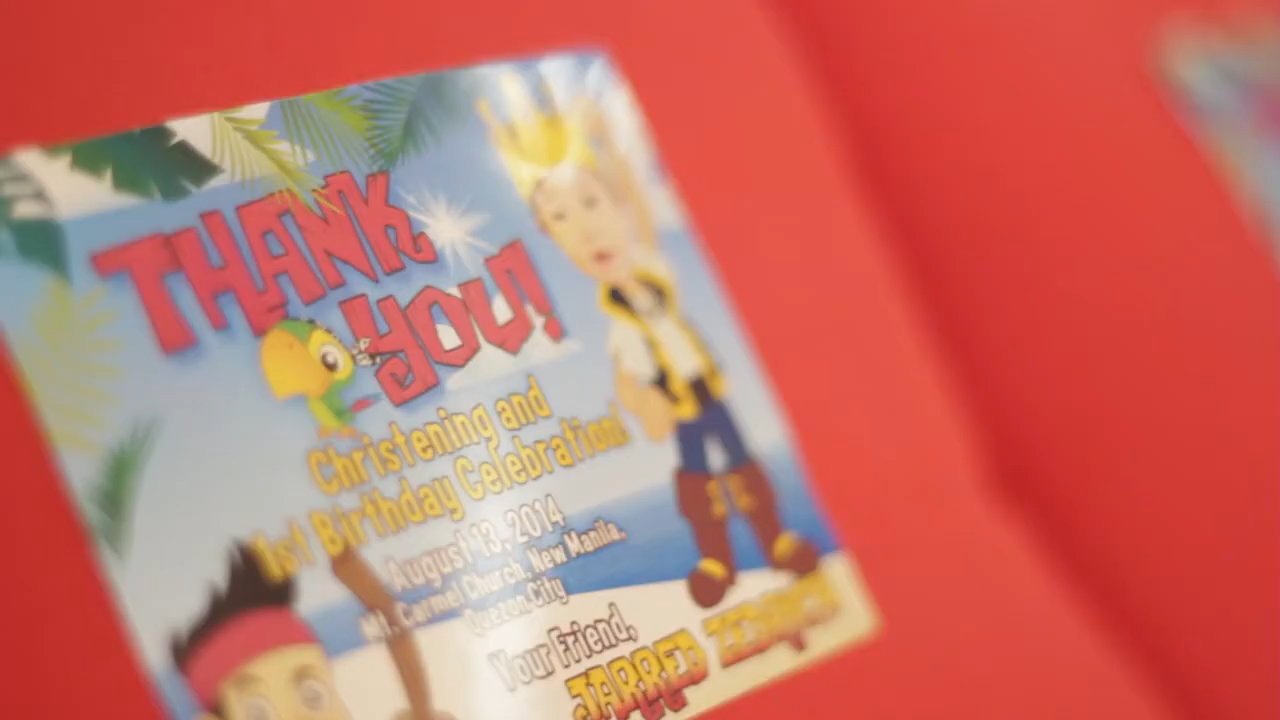 THANK
YOU!
Christening and
1st Birthday Celebration!
August 13, 2014
Mt. Carmel Church, New Manila,
Quezon City
Your Friend,
JARRED